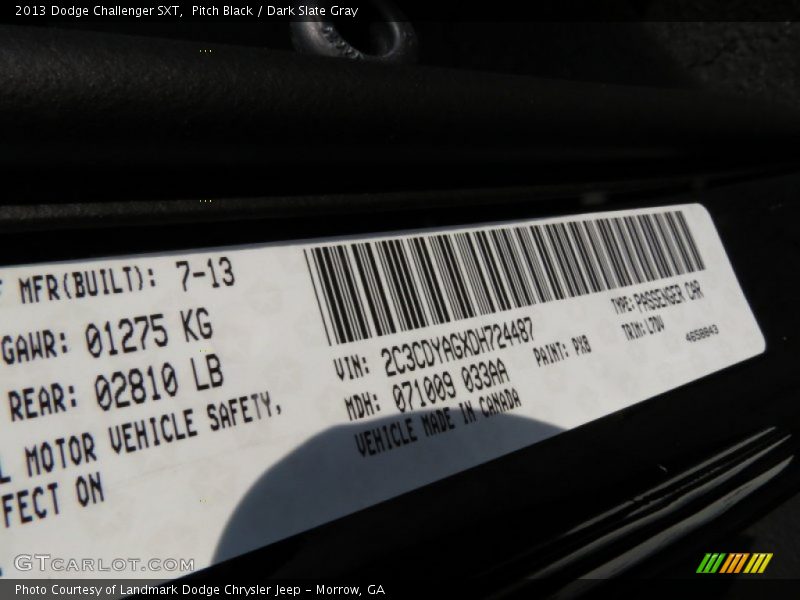 2013 Dodge Challenger SXT,  Pitch Black / Dark Slate Gray
F MFR(BUILT): 7-13
GAWR: 01275 KG
REAR: 02810 LB
L MOTOR VEHICLE SAFETY,
FFECT ON
VIN: 2C3CDYAGXDH724487
TYPE: PASSENGER CAR
MDH: 071009 033AA
PAINT: PX8
TRIM: L7DV
4658843
VEHICLE MADE IN CANADA
GTCARLOT.COM
Photo Courtesy of Landmark Dodge Chrysler Jeep – Morrow, GA